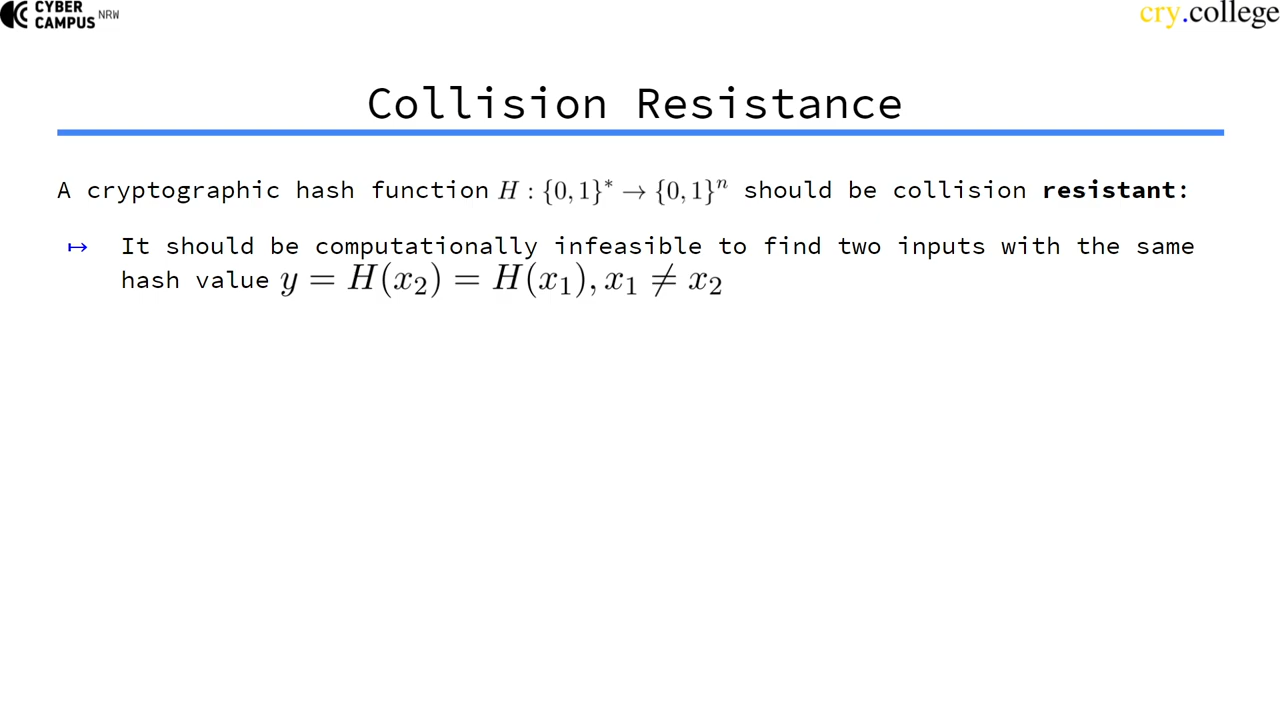 CYBER
CAMPUS NRW
cry.college
Collision Resistance
A cryptographic hash function H : {0, 1}* → {0, 1}ⁿ should be collision resistant:
↦ It should be computationally infeasible to find two inputs with the same
hash value y = H(x₂) = H(x₁), x₁ ≠ x₂